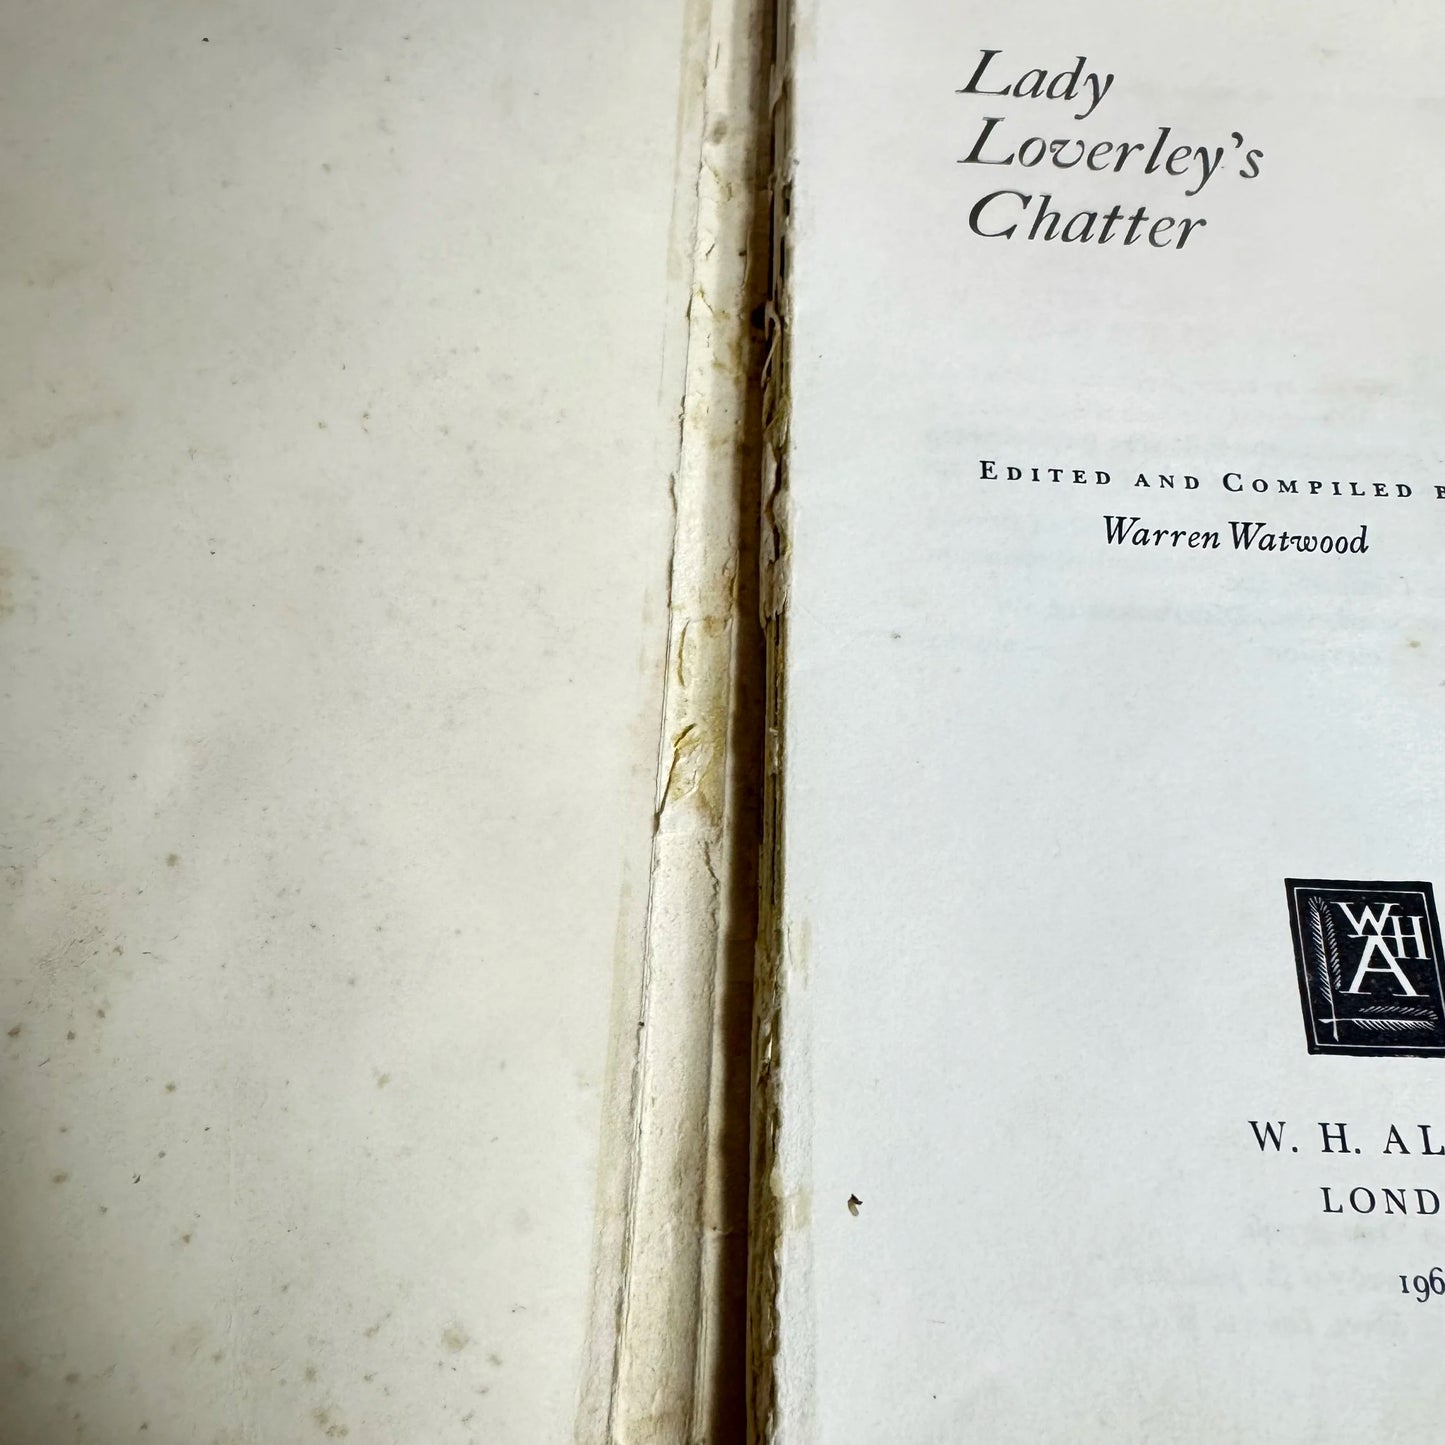 Lady
Loverley's
Chatter
EDITED AND COMPILED
Warren Watwood
WHA
W. H. AL
LOND
196